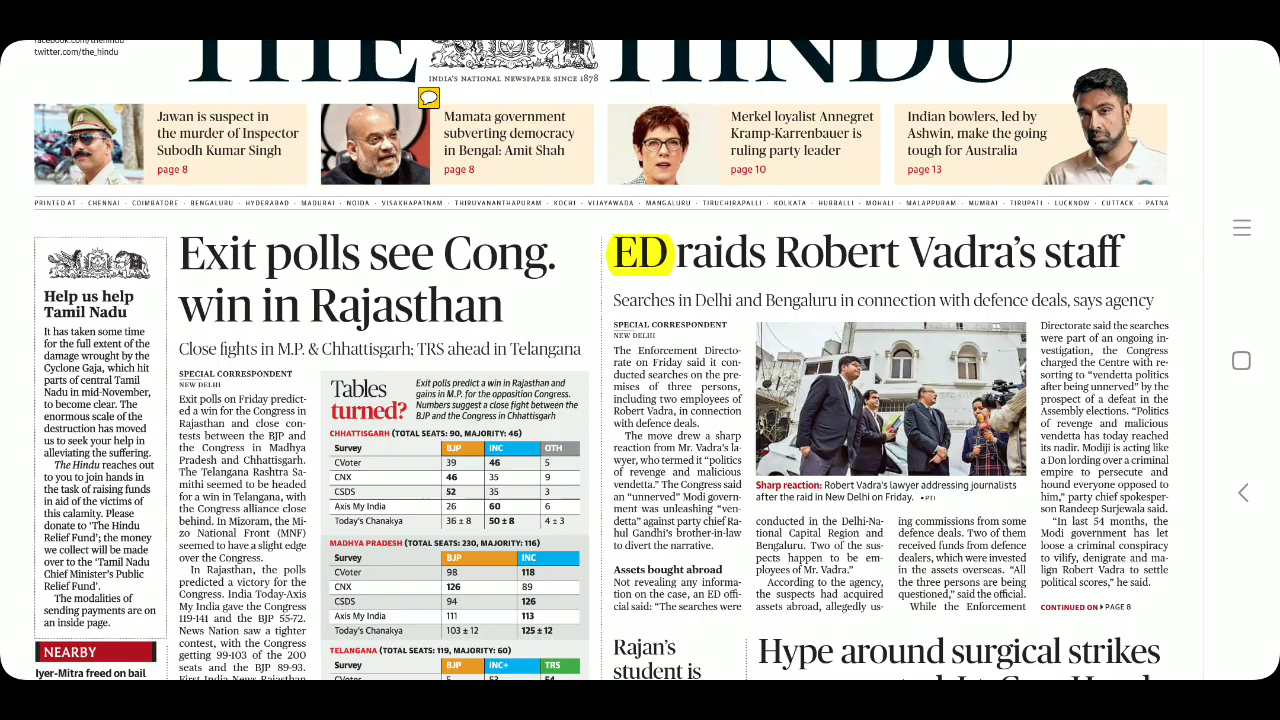 facebook.com/thehindu
twitter.com/the_hindu
THE HINDU
INDIA'S NATIONAL NEWSPAPER SINCE 1878
Jawan is suspect in
the murder of Inspector
Subodh Kumar Singh
page 8
Mamata government
subverting democracy
in Bengal: Amit Shah
page 8
Merkel loyalist Annegret
Kramp-Karrenbauer is
ruling party leader
page 10
Indian bowlers, led by
Ashwin, make the going
tough for Australia
page 13
PRINTED AT · CHENNAI · COIMBATORE · BENGALURU · HYDERABAD · MADURAI · NOIDA · VISAKHAPATNAM · THIRUVANANTHAPURAM · KOCHI · VIJAYAWADA · MANGALURU · TIRUCHIRAPALLI · KOLKATA · HUBBALLI · MOHALI · MALAPPURAM · MUMBAI · TIRUPATI · LUCKNOW · CUTTACK · PATNA
Help us help
Tamil Nadu
It has taken some time
for the full extent of the
damage wrought by the
Cyclone Gaja, which hit
parts of central Tamil
Nadu in mid-November,
to become clear. The
enormous scale of the
destruction has moved
us to seek your help in
alleviating the suffering.
The Hindu reaches out
to you to join hands in
the task of raising funds
in aid of the victims of
this calamity. Please
donate to 'The Hindu
Relief Fund'; the money
we collect will be made
over to the 'Tamil Nadu
Chief Minister's Public
Relief Fund'.
The modalities of
sending payments are on
an inside page.
NEARBY
Iyer-Mitra freed on bail
Exit polls see Cong.
win in Rajasthan
Close fights in M.P. & Chhattisgarh; TRS ahead in Telangana
SPECIAL CORRESPONDENT
NEW DELHI
Exit polls on Friday predict-
ed a win for the Congress in
Rajasthan and close con-
tests between the BJP and
the Congress in Madhya
Pradesh and Chhattisgarh.
The Telangana Rashtra Sa-
mithi seemed to be headed
for a win in Telangana, with
the Congress alliance close
behind. In Mizoram, the Mi-
zo National Front (MNF)
seemed to have a slight edge
over the Congress.
In Rajasthan, the polls
predicted a victory for the
Congress. India Today-Axis
My India gave the Congress
119-141 and the BJP 55-72.
News Nation saw a tighter
contest, with the Congress
getting 99-103 of the 200
seats and the BJP 89-93.
First India News Rajasthan
Tables
turned?
Exit polls predict a win in Rajasthan and
gains in M.P. for the opposition Congress.
Numbers suggest a close fight between the
BJP and the Congress in Chhattisgarh
CHHATTISGARH (TOTAL SEATS: 90, MAJORITY: 46)
Survey BJP INC OTH
CVoter 39 46 5
CNX 46 35 9
CSDS 52 35 3
Axis My India 26 60 6
Today's Chanakya 36 ± 8 50 ± 8 4 ± 3
MADHYA PRADESH (TOTAL SEATS: 230, MAJORITY: 116)
Survey BJP INC
CVoter 98 118
CNX 126 89
CSDS 94 126
Axis My India 111 113
Today's Chanakya 103 ± 12 125 ± 12
TELANGANA (TOTAL SEATS: 119, MAJORITY: 60)
Survey BJP INC+ TRS
CVoter 5 53 54
ED raids Robert Vadra's staff
Searches in Delhi and Bengaluru in connection with defence deals, says agency
SPECIAL CORRESPONDENT
NEW DELHI
The Enforcement Directo-
rate on Friday said it con-
ducted searches on the pre-
mises of three persons,
including two employees of
Robert Vadra, in connection
with defence deals.
The move drew a sharp
reaction from Mr. Vadra's la-
wyer, who termed it "politics
of revenge and malicious
vendetta." The Congress said
an "unnerved" Modi govern-
ment was unleashing "ven-
detta" against party chief Ra-
hul Gandhi's brother-in-law
to divert the narrative.
Assets bought abroad
Not revealing any informa-
tion on the case, an ED offi-
cial said: "The searches were
Sharp reaction: Robert Vadra's lawyer addressing journalists
after the raid in New Delhi on Friday. • PTI
conducted in the Delhi-Na-
tional Capital Region and
Bengaluru. Two of the sus-
pects happen to be em-
ployees of Mr. Vadra."
According to the agency,
the suspects had acquired
assets abroad, allegedly us-
ing commissions from some
defence deals. Two of them
received funds from defence
dealers, which were invested
in the assets overseas. "All
the three persons are being
questioned," said the official.
While the Enforcement
Directorate said the searches
were part of an ongoing in-
vestigation, the Congress
charged the Centre with re-
sorting to "vendetta politics
after being unnerved" by the
prospect of a defeat in the
Assembly elections. "Politics
of revenge and malicious
vendetta has today reached
its nadir. Modiji is acting like
a Don lording over a criminal
empire to persecute and
hound everyone opposed to
him," party chief spokesper-
son Randeep Surjewala said.
"In last 54 months, the
Modi government has let
loose a criminal conspiracy
to vilify, denigrate and ma-
lign Robert Vadra to settle
political scores," he said.
CONTINUED ON ▸ PAGE 8
Rajan's
student is
Hype around surgical strikes